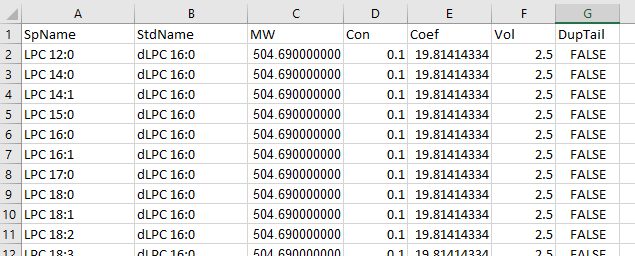 A B C D E F G
1 SpName StdName MW Con Coef Vol DupTail
2 LPC 12:0 dLPC 16:0 504.690000000 0.1 19.81414334 2.5 FALSE
3 LPC 14:0 dLPC 16:0 504.690000000 0.1 19.81414334 2.5 FALSE
4 LPC 14:1 dLPC 16:0 504.690000000 0.1 19.81414334 2.5 FALSE
5 LPC 15:0 dLPC 16:0 504.690000000 0.1 19.81414334 2.5 FALSE
6 LPC 16:0 dLPC 16:0 504.690000000 0.1 19.81414334 2.5 FALSE
7 LPC 16:1 dLPC 16:0 504.690000000 0.1 19.81414334 2.5 FALSE
8 LPC 17:0 dLPC 16:0 504.690000000 0.1 19.81414334 2.5 FALSE
9 LPC 18:0 dLPC 16:0 504.690000000 0.1 19.81414334 2.5 FALSE
10 LPC 18:1 dLPC 16:0 504.690000000 0.1 19.81414334 2.5 FALSE
11 LPC 18:2 dLPC 16:0 504.690000000 0.1 19.81414334 2.5 FALSE
12 LPC 18:3 dLPC 16:0 504.690000000 0.1 19.81414334 2.5 FALSE